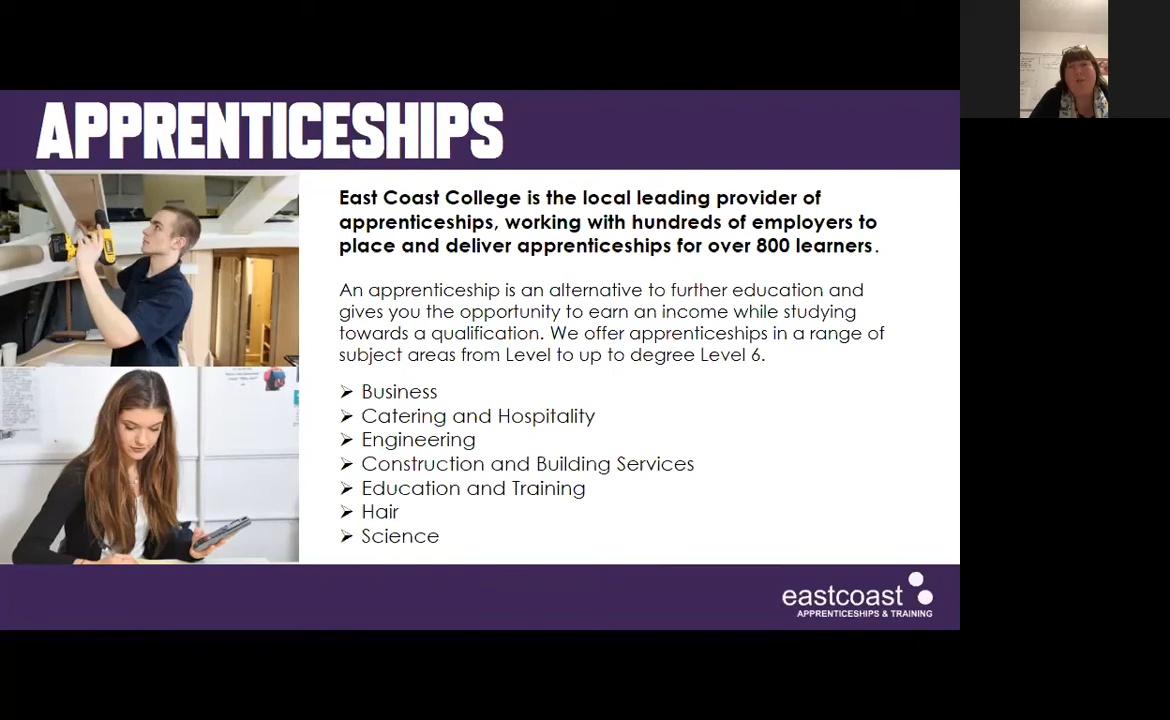 APPRENTICESHIPS
East Coast College is the local leading provider of
apprenticeships, working with hundreds of employers to
place and deliver apprenticeships for over 800 learners.
An apprenticeship is an alternative to further education and
gives you the opportunity to earn an income while studying
towards a qualification. We offer apprenticeships in a range of
subject areas from Level to up to degree Level 6.
Business
Catering and Hospitality
Engineering
Construction and Building Services
Education and Training
Hair
Science
eastcoast
APPRENTICESHIPS & TRAINING